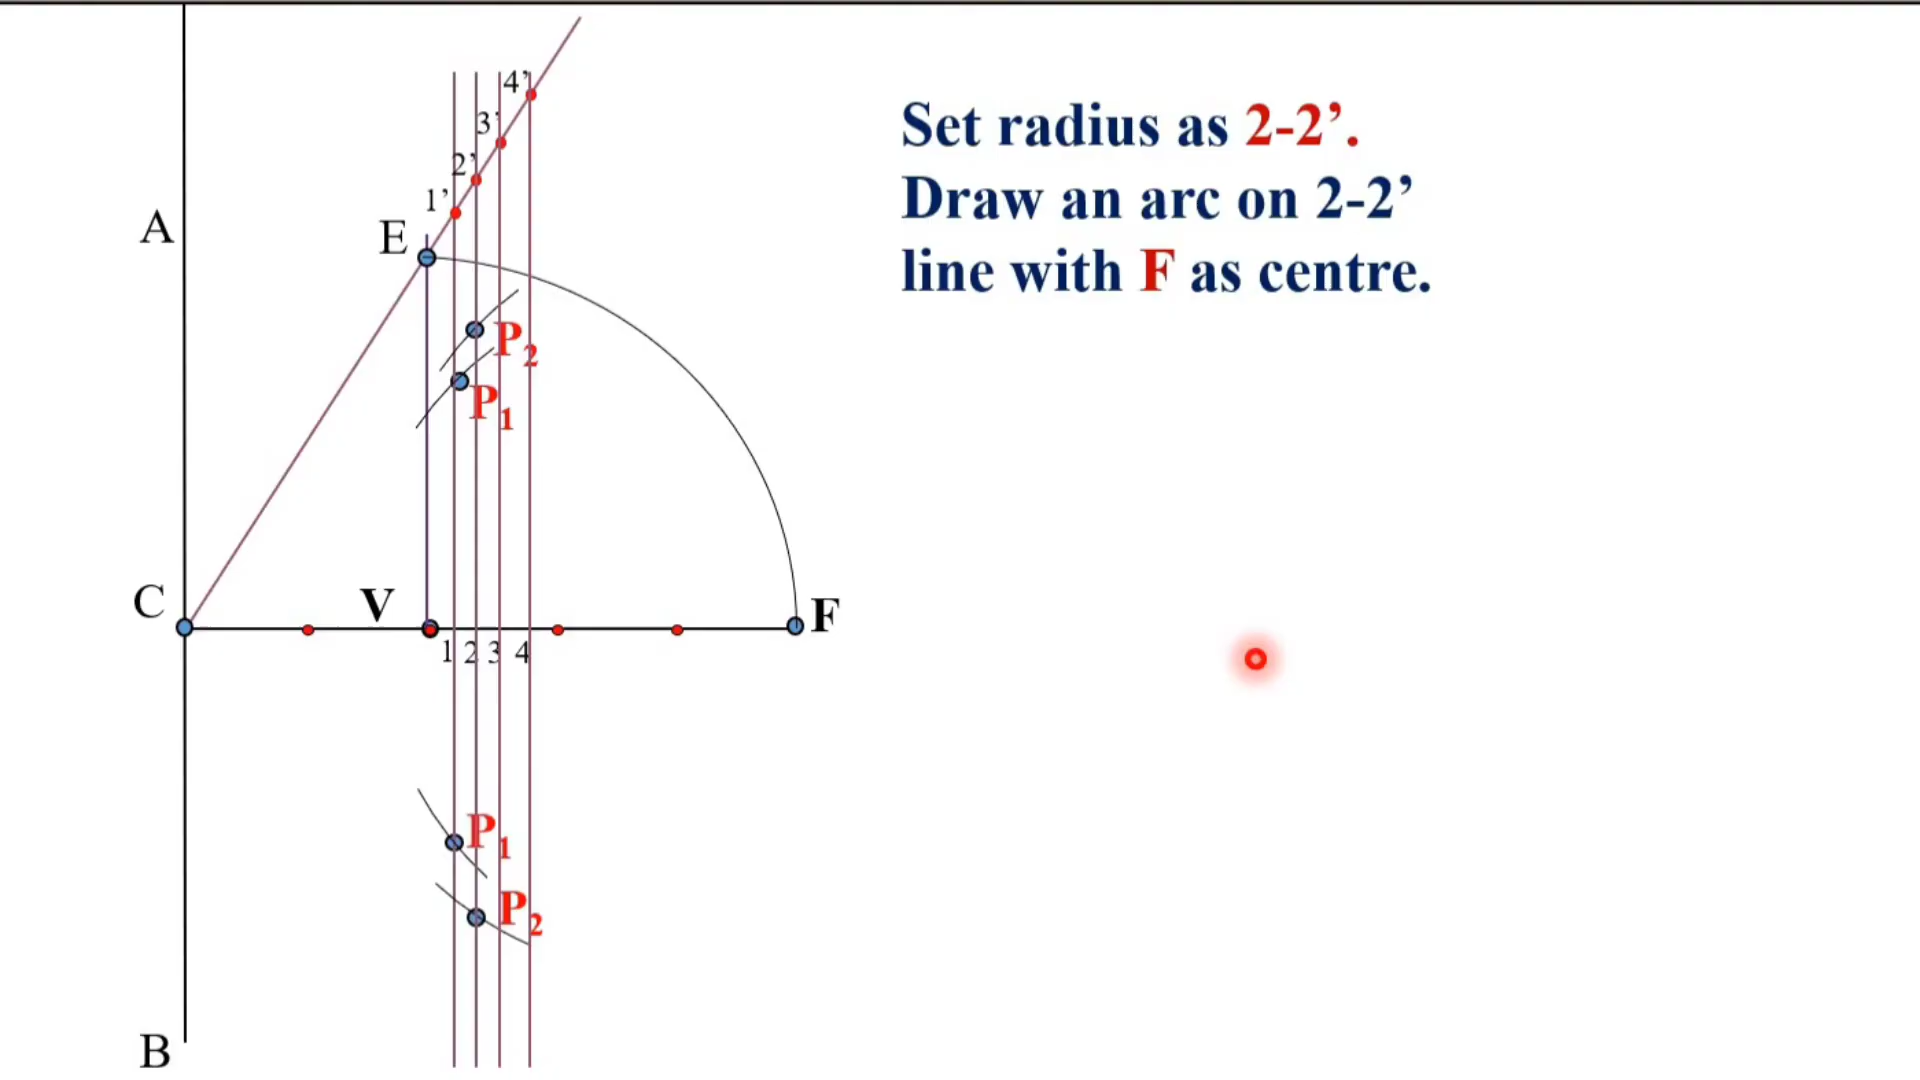 Set radius as 2-2’.
Draw an arc on 2-2’
line with F as centre.
4’
3’
2’
1’
A
E
P2
P1
C
V
F
1 2 3 4
P1
P2
B